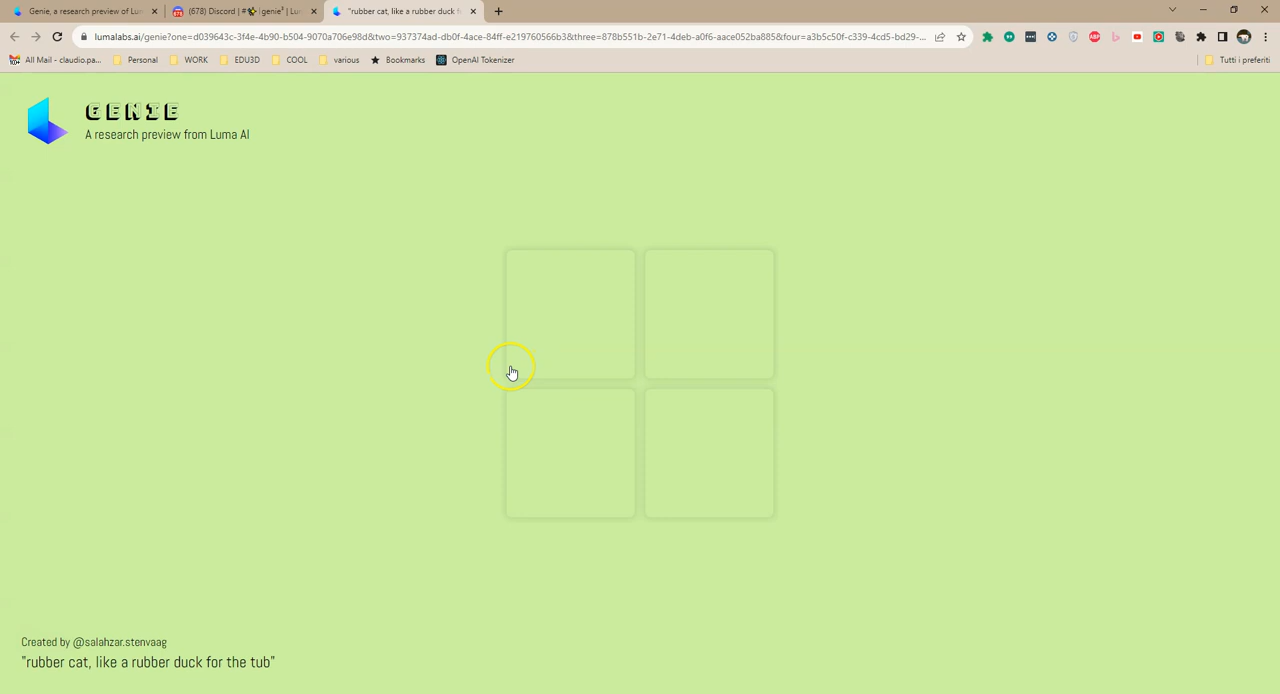 Genie, a research preview of Lum
(678) Discord | #✨│genie² | Lum
"rubber cat, like a rubber duck f
lumalabs.ai/genie?one=d039643c-3f4e-4b90-b504-9070a706e98d&two=937374ad-db0f-4ace-84ff-e219760566b3&three=878b551b-2e71-4deb-a0f6-aace052ba885&four=a3b5c50f-c339-4cd5-bd29-...
All Mail - claudio.pa...
Personal
WORK
EDU3D
COOL
various
Bookmarks
OpenAI Tokenizer
Tutti i preferiti
GENIE
A research preview from Luma AI
Created by @salahzar.stenvaag
"rubber cat, like a rubber duck for the tub"